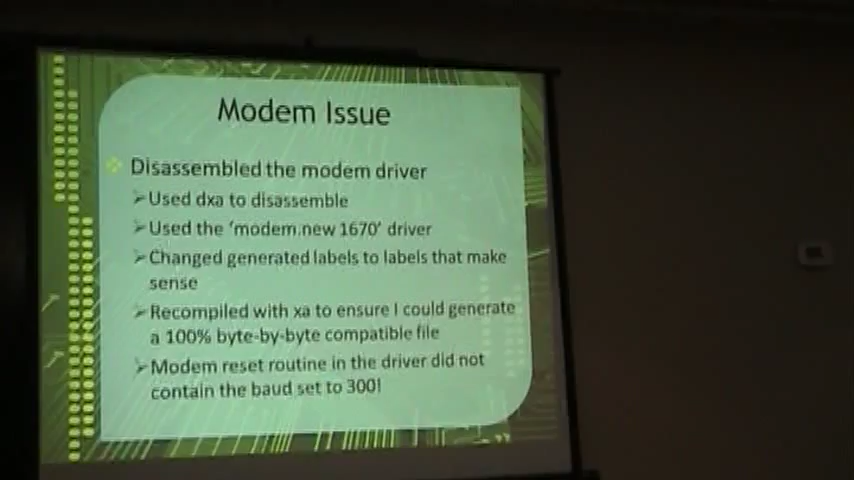 Modem Issue
Disassembled the modem driver
Used dxa to disassemble
Used the 'modem.new 1670' driver
Changed generated labels to labels that make
sense
Recompiled with xa to ensure I could generate
a 100% byte-by-byte compatible file
Modem reset routine in the driver did not
contain the baud set to 300!